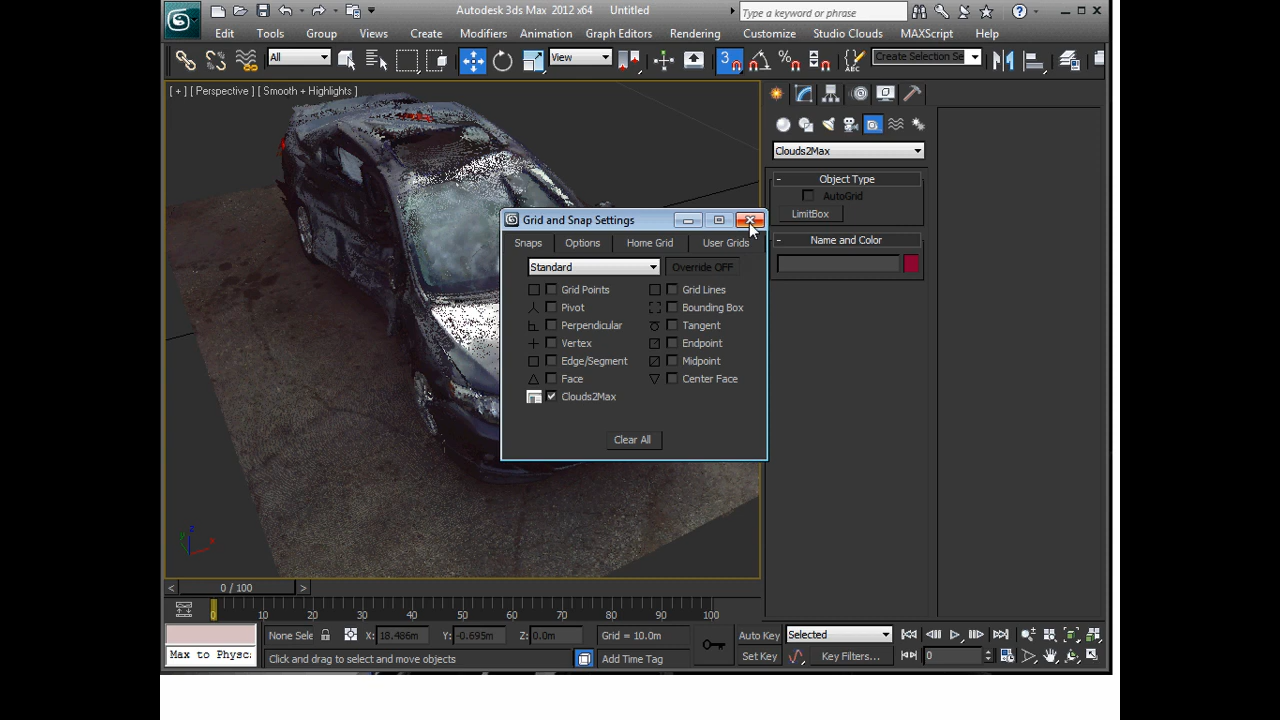 Autodesk 3ds Max 2012 x64 Untitled
Type a keyword or phrase
Edit Tools Group Views Create Modifiers Animation Graph Editors Rendering Customize Studio Clouds MAXScript Help
All View 3 % ABC Create Selection Se
[ + ] [ Perspective ] [ Smooth + Highlights ]
Clouds2Max
- Object Type
AutoGrid
LimitBox
- Name and Color
Grid and Snap Settings
Snaps Options Home Grid User Grids
Standard Override OFF
Grid Points Grid Lines
Pivot Bounding Box
Perpendicular Tangent
Vertex Endpoint
Edge/Segment Midpoint
Face Center Face
Clouds2Max
Clear All
z
y
x
< 0 / 100 >
0 10 20 30 40 50 60 70 80 90 100
None Sele X: 18.486m Y: -0.695m Z: 0.0m Grid = 10.0m Auto Key Selected
Max to Physc: Click and drag to select and move objects Add Time Tag Set Key Key Filters... 0